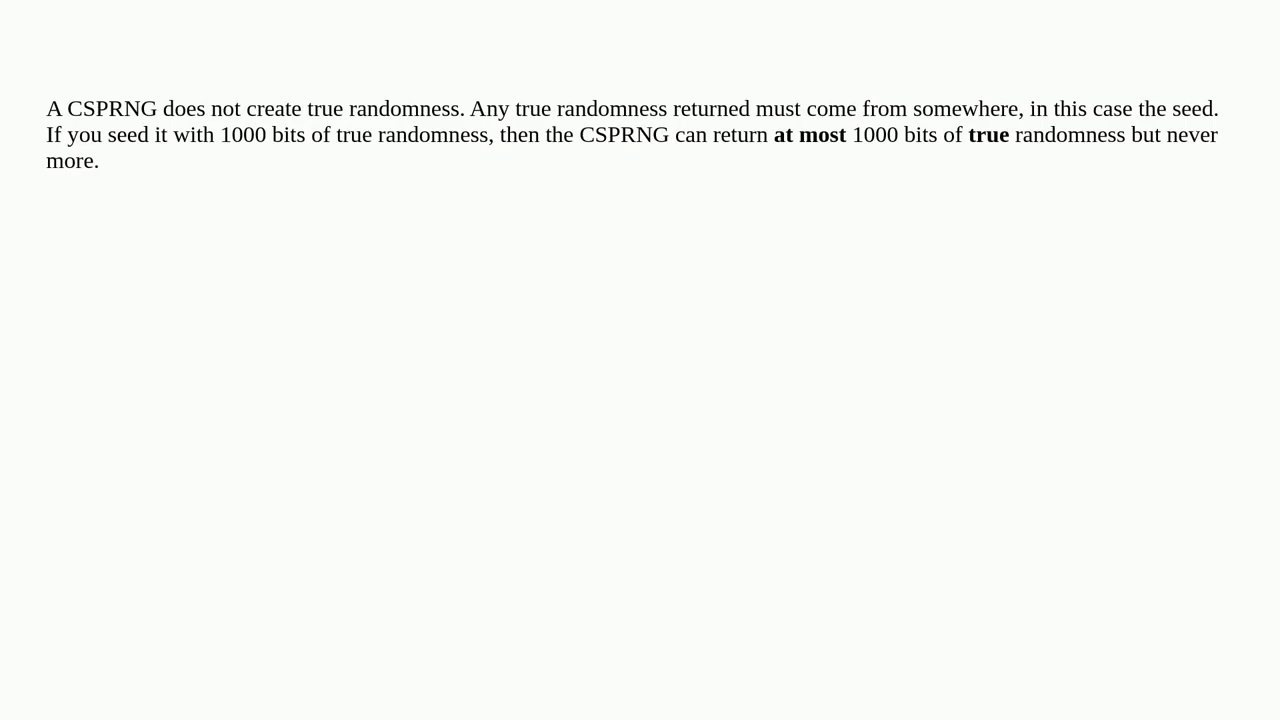 A CSPRNG does not create true randomness. Any true randomness returned must come from somewhere, in this case the seed.
If you seed it with 1000 bits of true randomness, then the CSPRNG can return at most 1000 bits of true randomness but never
more.